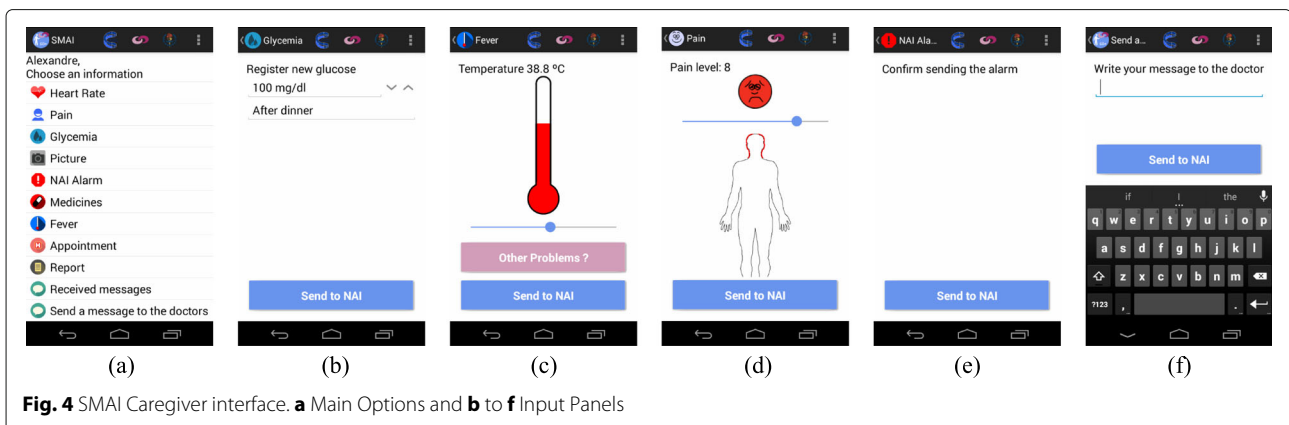 SMAI
Alexandre,
Choose an information
Heart Rate
Pain
Glycemia
Picture
NAI Alarm
Medicines
Fever
Appointment
Report
Received messages
Send a message to the doctors
(a)
Glycemia
Register new glucose
100 mg/dl
After dinner
Send to NAI
(b)
Fever
Temperature 38.8 ºC
Other Problems ?
Send to NAI
(c)
Pain
Pain level: 8
Send to NAI
(d)
NAI Ala...
Confirm sending the alarm
Send to NAI
(e)
Send a...
Write your message to the doctor
Send to NAI
if I the
q w e r t y u i o p
a s d f g h j k l
z x c v b n m
?123 , .
(f)
Fig. 4 SMAI Caregiver interface. a Main Options and b to f Input Panels